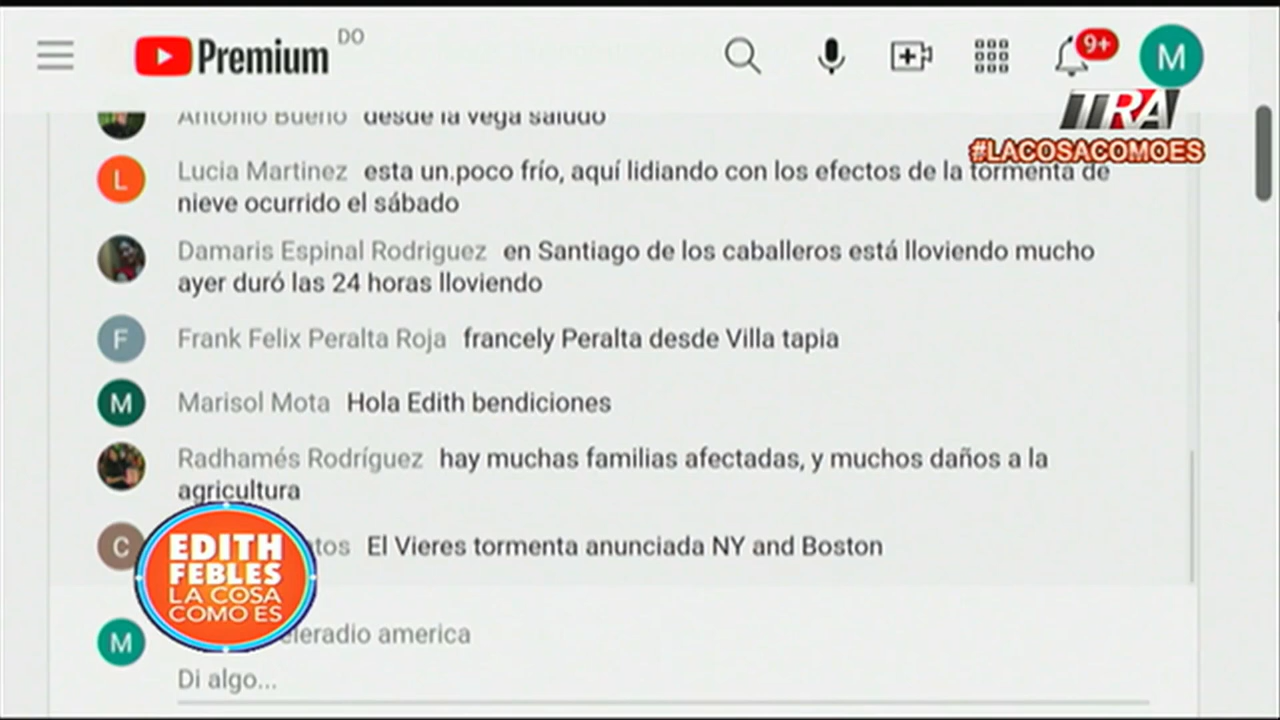 Premium DO
9+
M
TRA
#LACOSACOMOES
Antonio Bueno desde la vega saludo
L Lucia Martinez esta un.poco frío, aquí lidiando con los efectos de la tormenta de
nieve ocurrido el sábado
Damaris Espinal Rodriguez en Santiago de los caballeros está lloviendo mucho
ayer duró las 24 horas lloviendo
F Frank Felix Peralta Roja francely Peralta desde Villa tapia
M Marisol Mota Hola Edith bendiciones
Radhamés Rodríguez hay muchas familias afectadas, y muchos daños a la
agricultura
C El Vieres tormenta anunciada NY and Boston
EDITH
FEBLES
LA COSA
COMO ES
M america
Di algo...